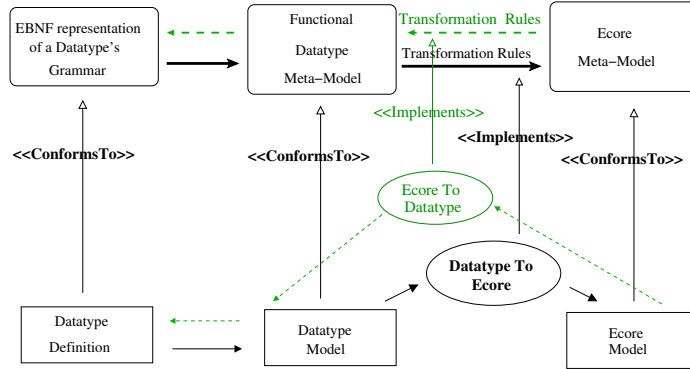 EBNF representation
of a Datatype's
Grammar
Functional
Datatype
Meta−Model
Transformation Rules
Transformation Rules
Ecore
Meta−Model
<<Implements>>
<<Implements>>
<<ConformsTo>>
<<ConformsTo>>
<<ConformsTo>>
Ecore To
Datatype
Datatype To
Ecore
Datatype
Definition
Datatype
Model
Ecore
Model